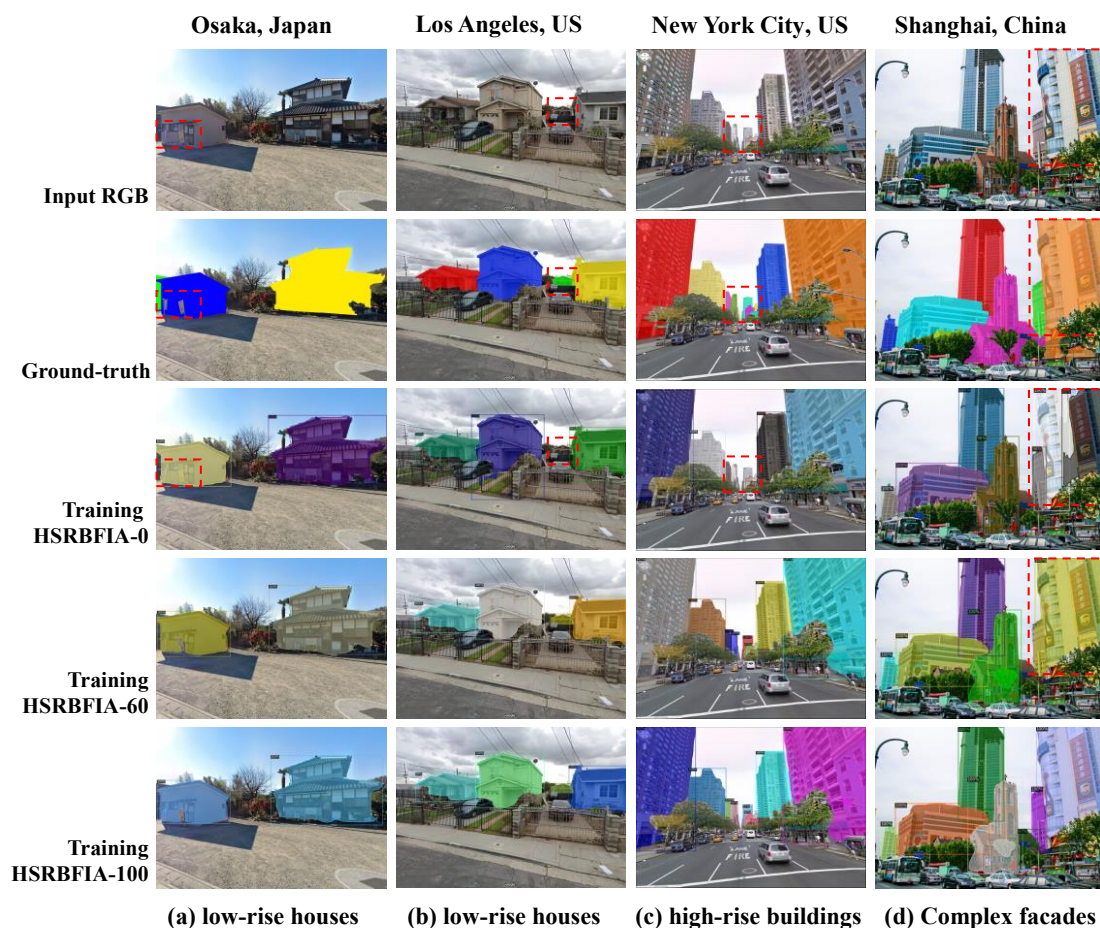 Osaka, Japan
Los Angeles, US
New York City, US
Shanghai, China
Input RGB
Ground-truth
Training
HSRBFIA-0
Training
HSRBFIA-60
Training
HSRBFIA-100
(a) low-rise houses
(b) low-rise houses
(c) high-rise buildings
(d) Complex facades